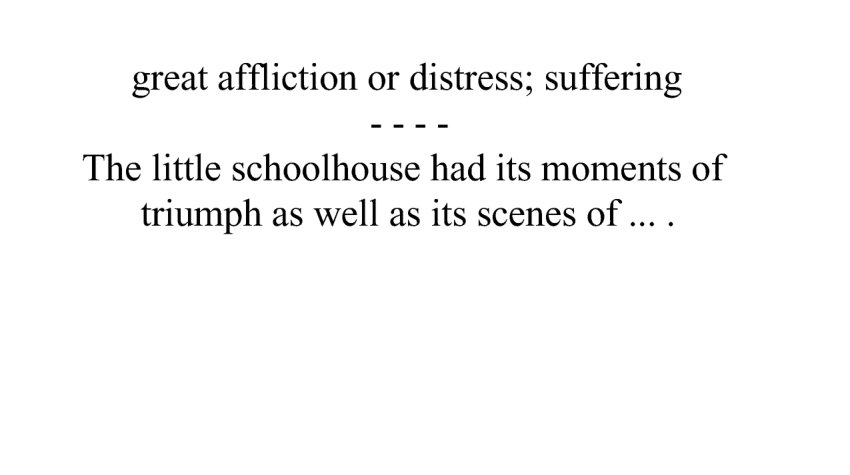 great affliction or distress; suffering
- - - -
The little schoolhouse had its moments of
triumph as well as its scenes of ... .